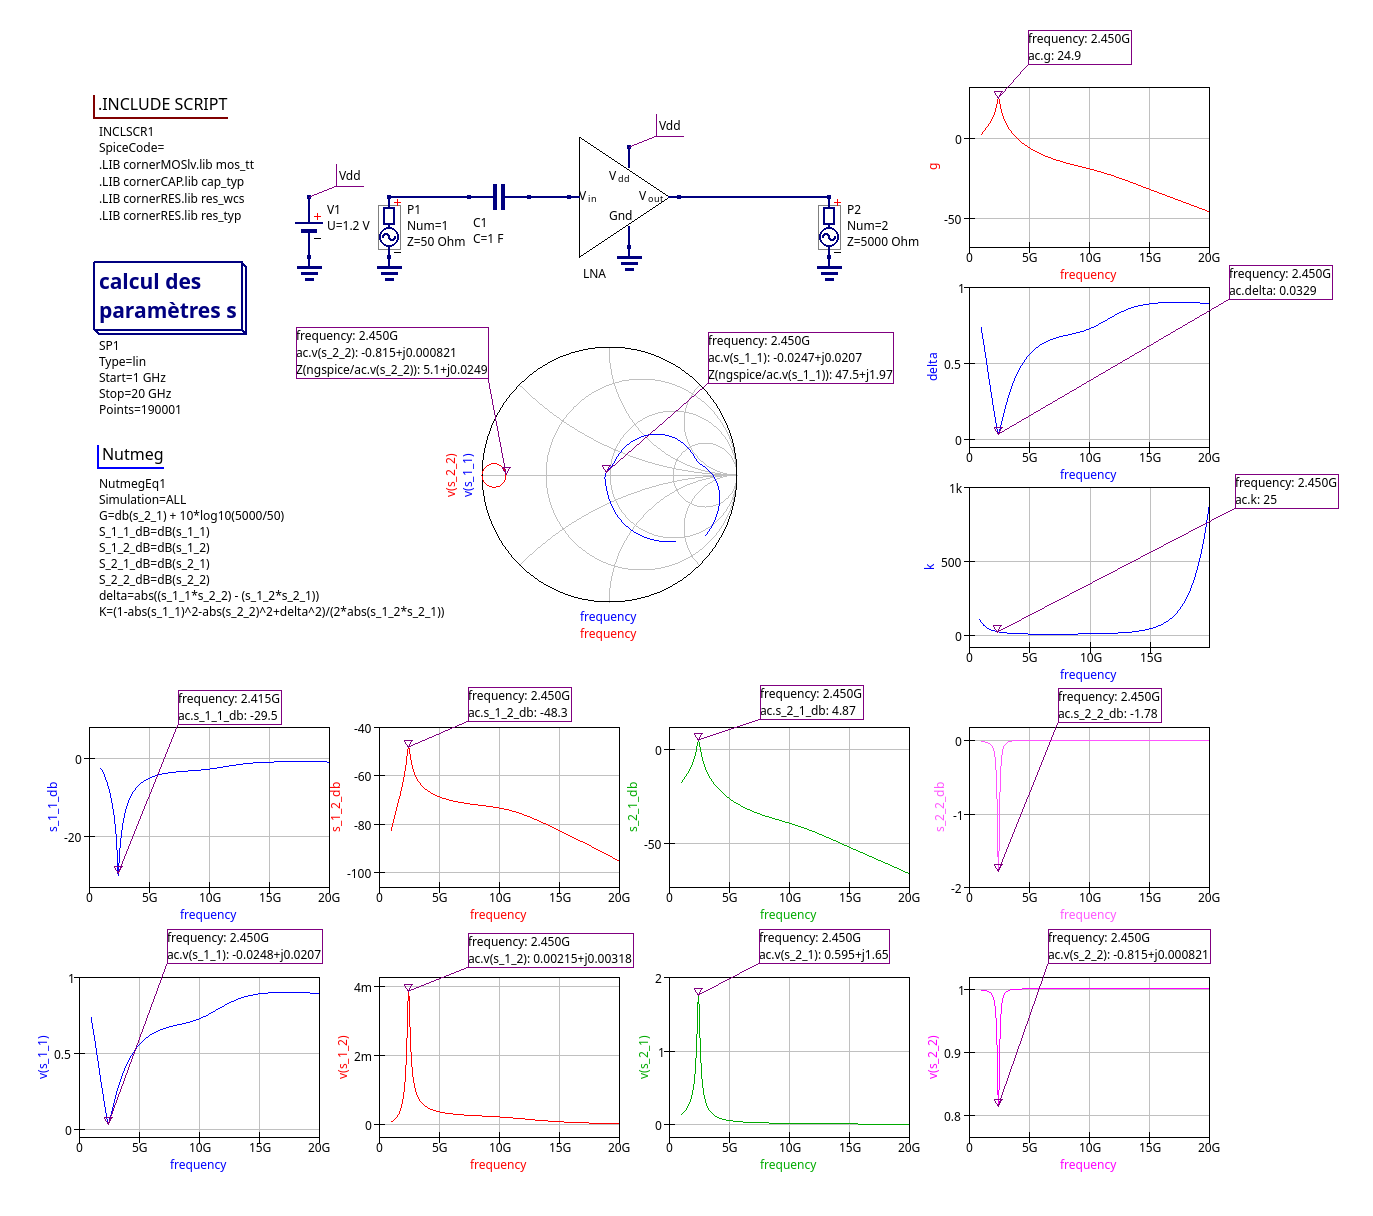 .INCLUDE SCRIPT
INCLSCR1
SpiceCode=
.LIB cornerMOSlv.lib mos_tt
.LIB cornerCAP.lib cap_typ
.LIB cornerRES.lib res_wcs
.LIB cornerRES.lib res_typ
calcul des
paramètres s
SP1
Type=lin
Start=1 GHz
Stop=20 GHz
Points=190001
Nutmeg
NutmegEq1
Simulation=ALL
G=db(s_2_1) + 10*log10(5000/50)
S_1_1_dB=dB(s_1_1)
S_1_2_dB=dB(s_1_2)
S_2_1_dB=dB(s_2_1)
S_2_2_dB=dB(s_2_2)
delta=abs((s_1_1*s_2_2) - (s_1_2*s_2_1))
K=(1-abs(s_1_1)^2-abs(s_2_2)^2+delta^2)/(2*abs(s_1_2*s_2_1))
Vdd
V1
U=1.2 V
P1
Num=1
Z=50 Ohm
C1
C=1 F
Vdd
Vdd
Vin
Vout
Gnd
LNA
P2
Num=2
Z=5000 Ohm
frequency: 2.450G
ac.v(s_2_2): -0.815+j0.000821
Z(ngspice/ac.v(s_2_2)): 5.1+j0.0249
frequency: 2.450G
ac.v(s_1_1): -0.0247+j0.0207
Z(ngspice/ac.v(s_1_1)): 47.5+j1.97
v(s_2_2)
v(s_1_1)
frequency
frequency
frequency: 2.450G
ac.g: 24.9
g
0
-50
0 5G 10G 15G 20G
frequency
frequency: 2.450G
ac.delta: 0.0329
delta
1
0.5
0
0 5G 10G 15G 20G
frequency
frequency: 2.450G
ac.k: 25
k
1k
500
0
0 5G 10G 15G
frequency
frequency: 2.415G
ac.s_1_1_db: -29.5
s_1_1_db
0
-20
0 5G 10G 15G 20G
frequency
frequency: 2.450G
ac.s_1_2_db: -48.3
s_1_2_db
-40
-60
-80
-100
0 5G 10G 15G 20G
frequency
frequency: 2.450G
ac.s_2_1_db: 4.87
s_2_1_db
0
-50
0 5G 10G 15G 20G
frequency
frequency: 2.450G
ac.s_2_2_db: -1.78
s_2_2_db
0
-1
-2
0 5G 10G 15G 20G
frequency
frequency: 2.450G
ac.v(s_1_1): -0.0248+j0.0207
v(s_1_1)
1
0.5
0
0 5G 10G 15G 20G
frequency
frequency: 2.450G
ac.v(s_1_2): 0.00215+j0.00318
v(s_1_2)
4m
2m
0
0 5G 10G 15G 20G
frequency
frequency: 2.450G
ac.v(s_2_1): 0.595+j1.65
v(s_2_1)
2
1
0
0 5G 10G 15G 20G
frequency
frequency: 2.450G
ac.v(s_2_2): -0.815+j0.000821
v(s_2_2)
1
0.9
0.8
0 5G 10G 15G 20G
frequency